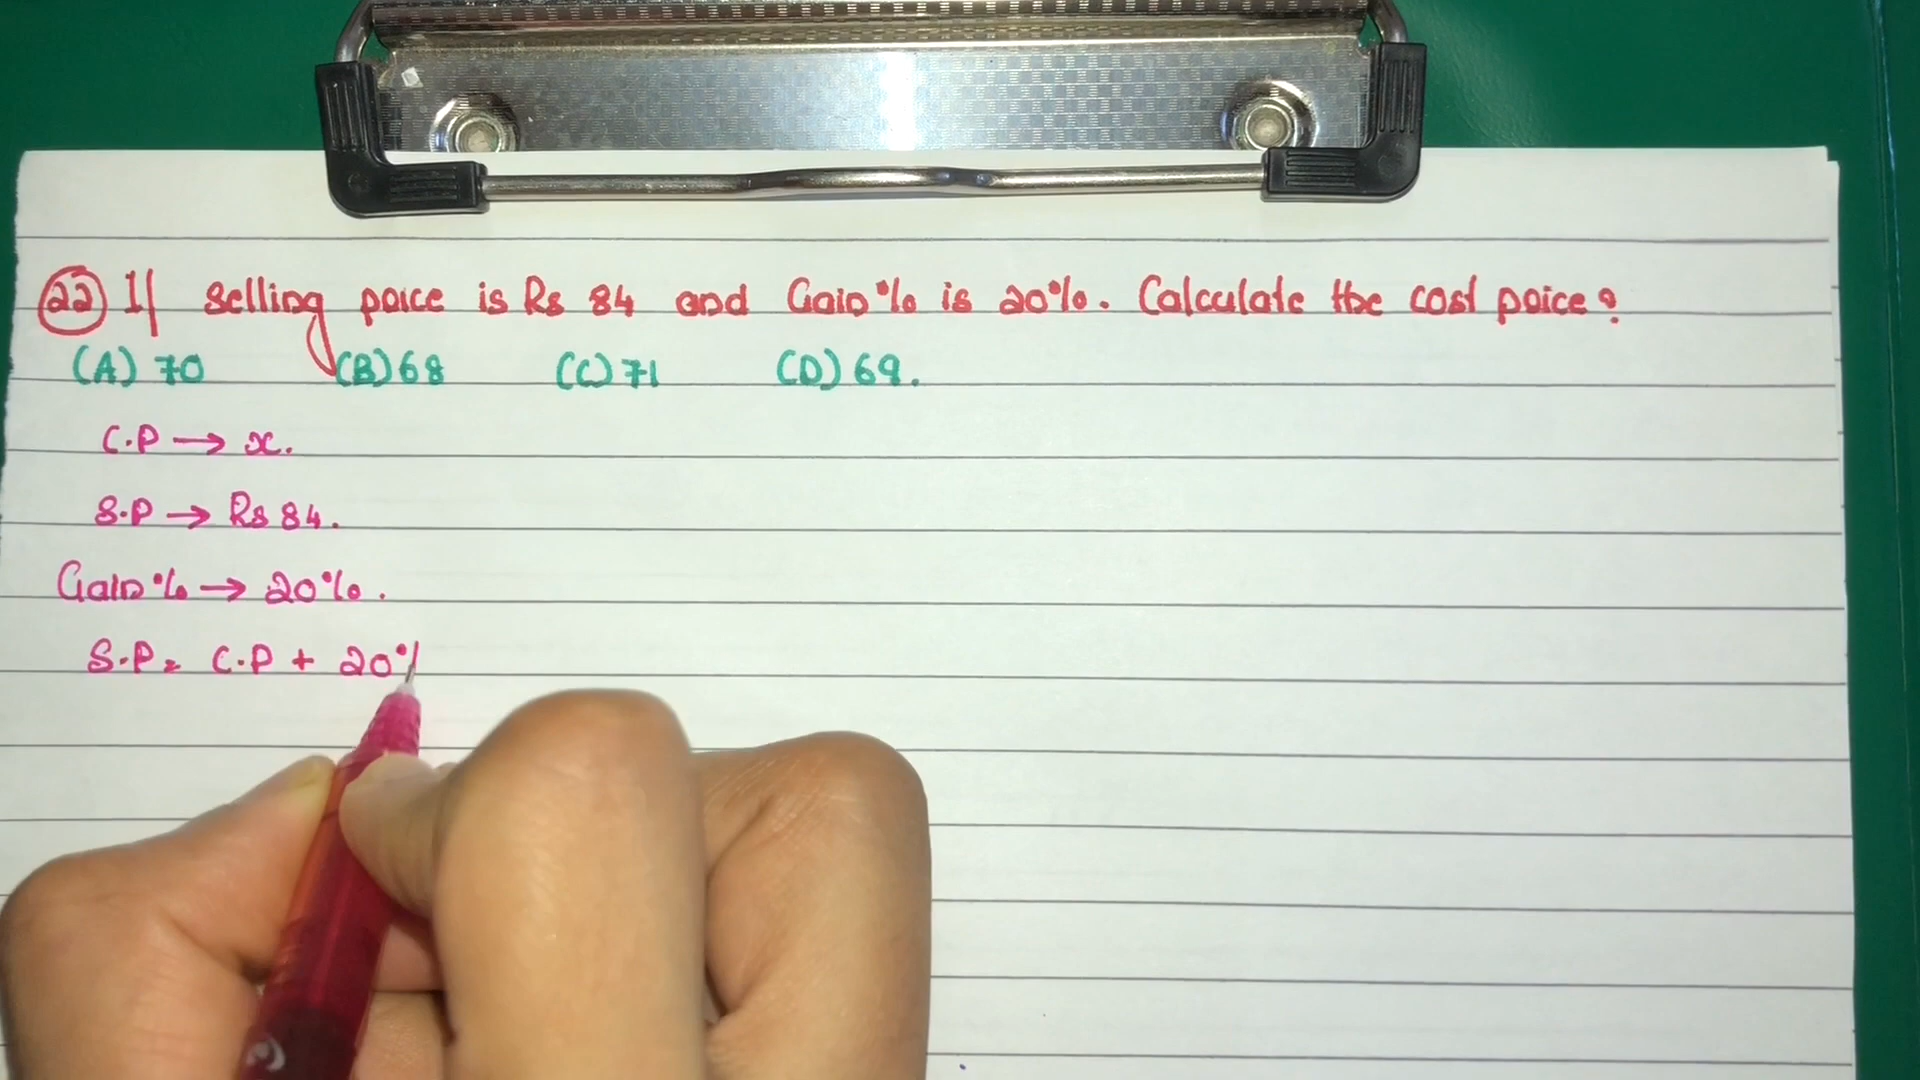 22 If selling price is Rs 84 and Gain% is 20%. Calculate the cost price?
(A) 70 (B) 68 (C) 71 (D) 69.
C.P → x.
S.P → Rs 84.
Gain% → 20%.
S.P = C.P + 20%